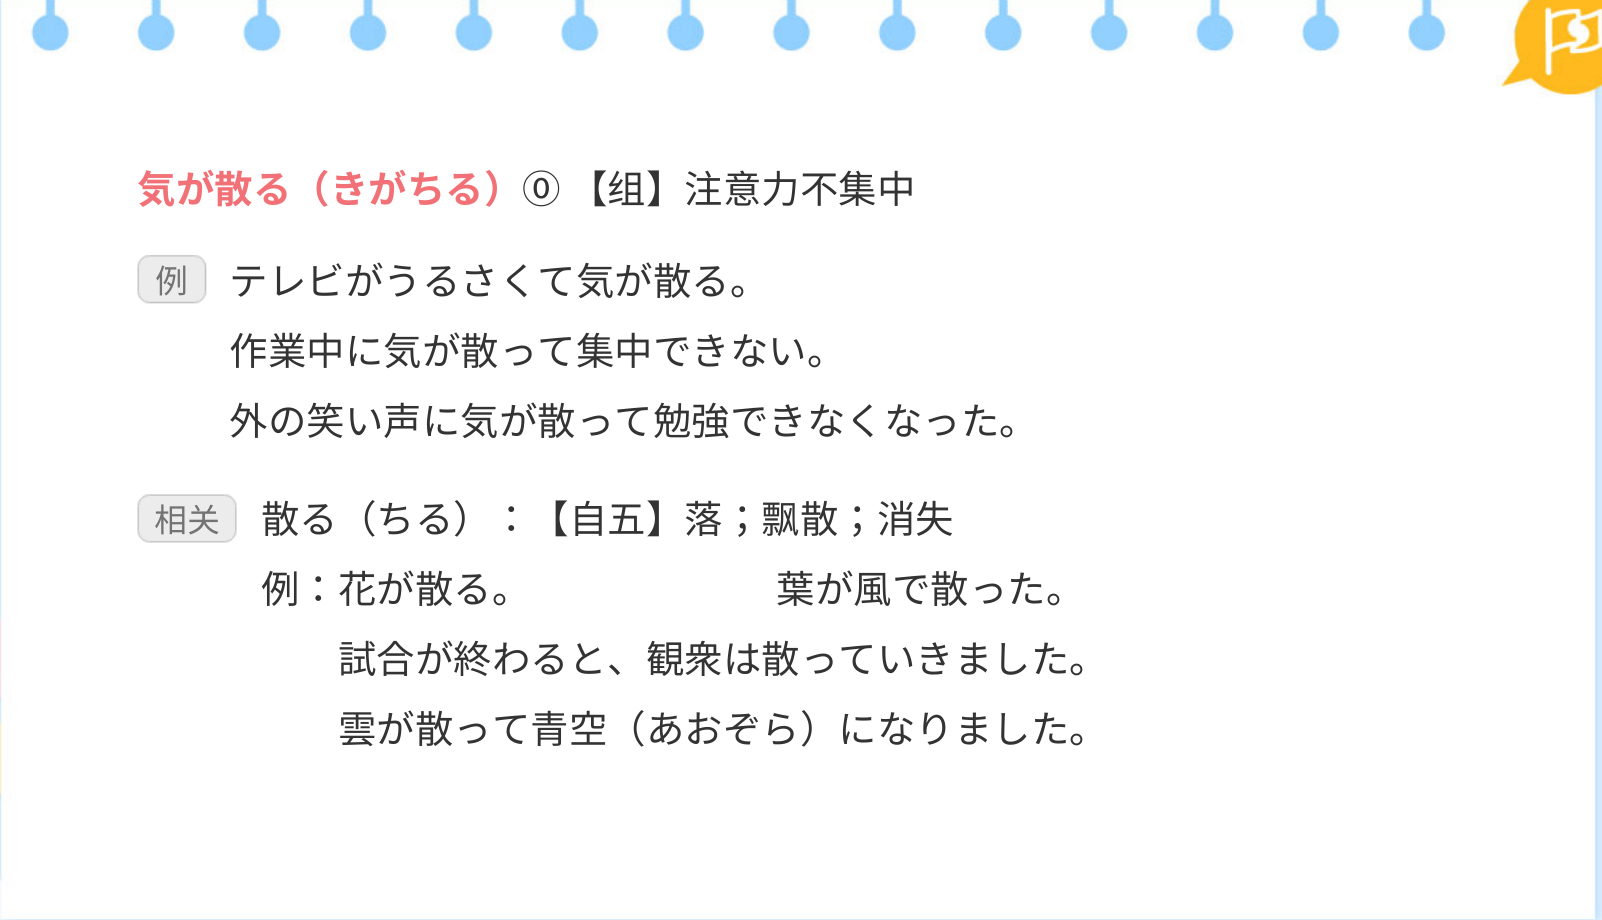 気が散る（きがちる）⓪ 【组】注意力不集中
例 テレビがうるさくて気が散る。
作業中に気が散って集中できない。
外の笑い声に気が散って勉強できなくなった。
相关 散る（ちる）：【自五】落；飘散；消失
例：花が散る。 葉が風で散った。
試合が終わると、観衆は散っていきました。
雲が散って青空（あおぞら）になりました。